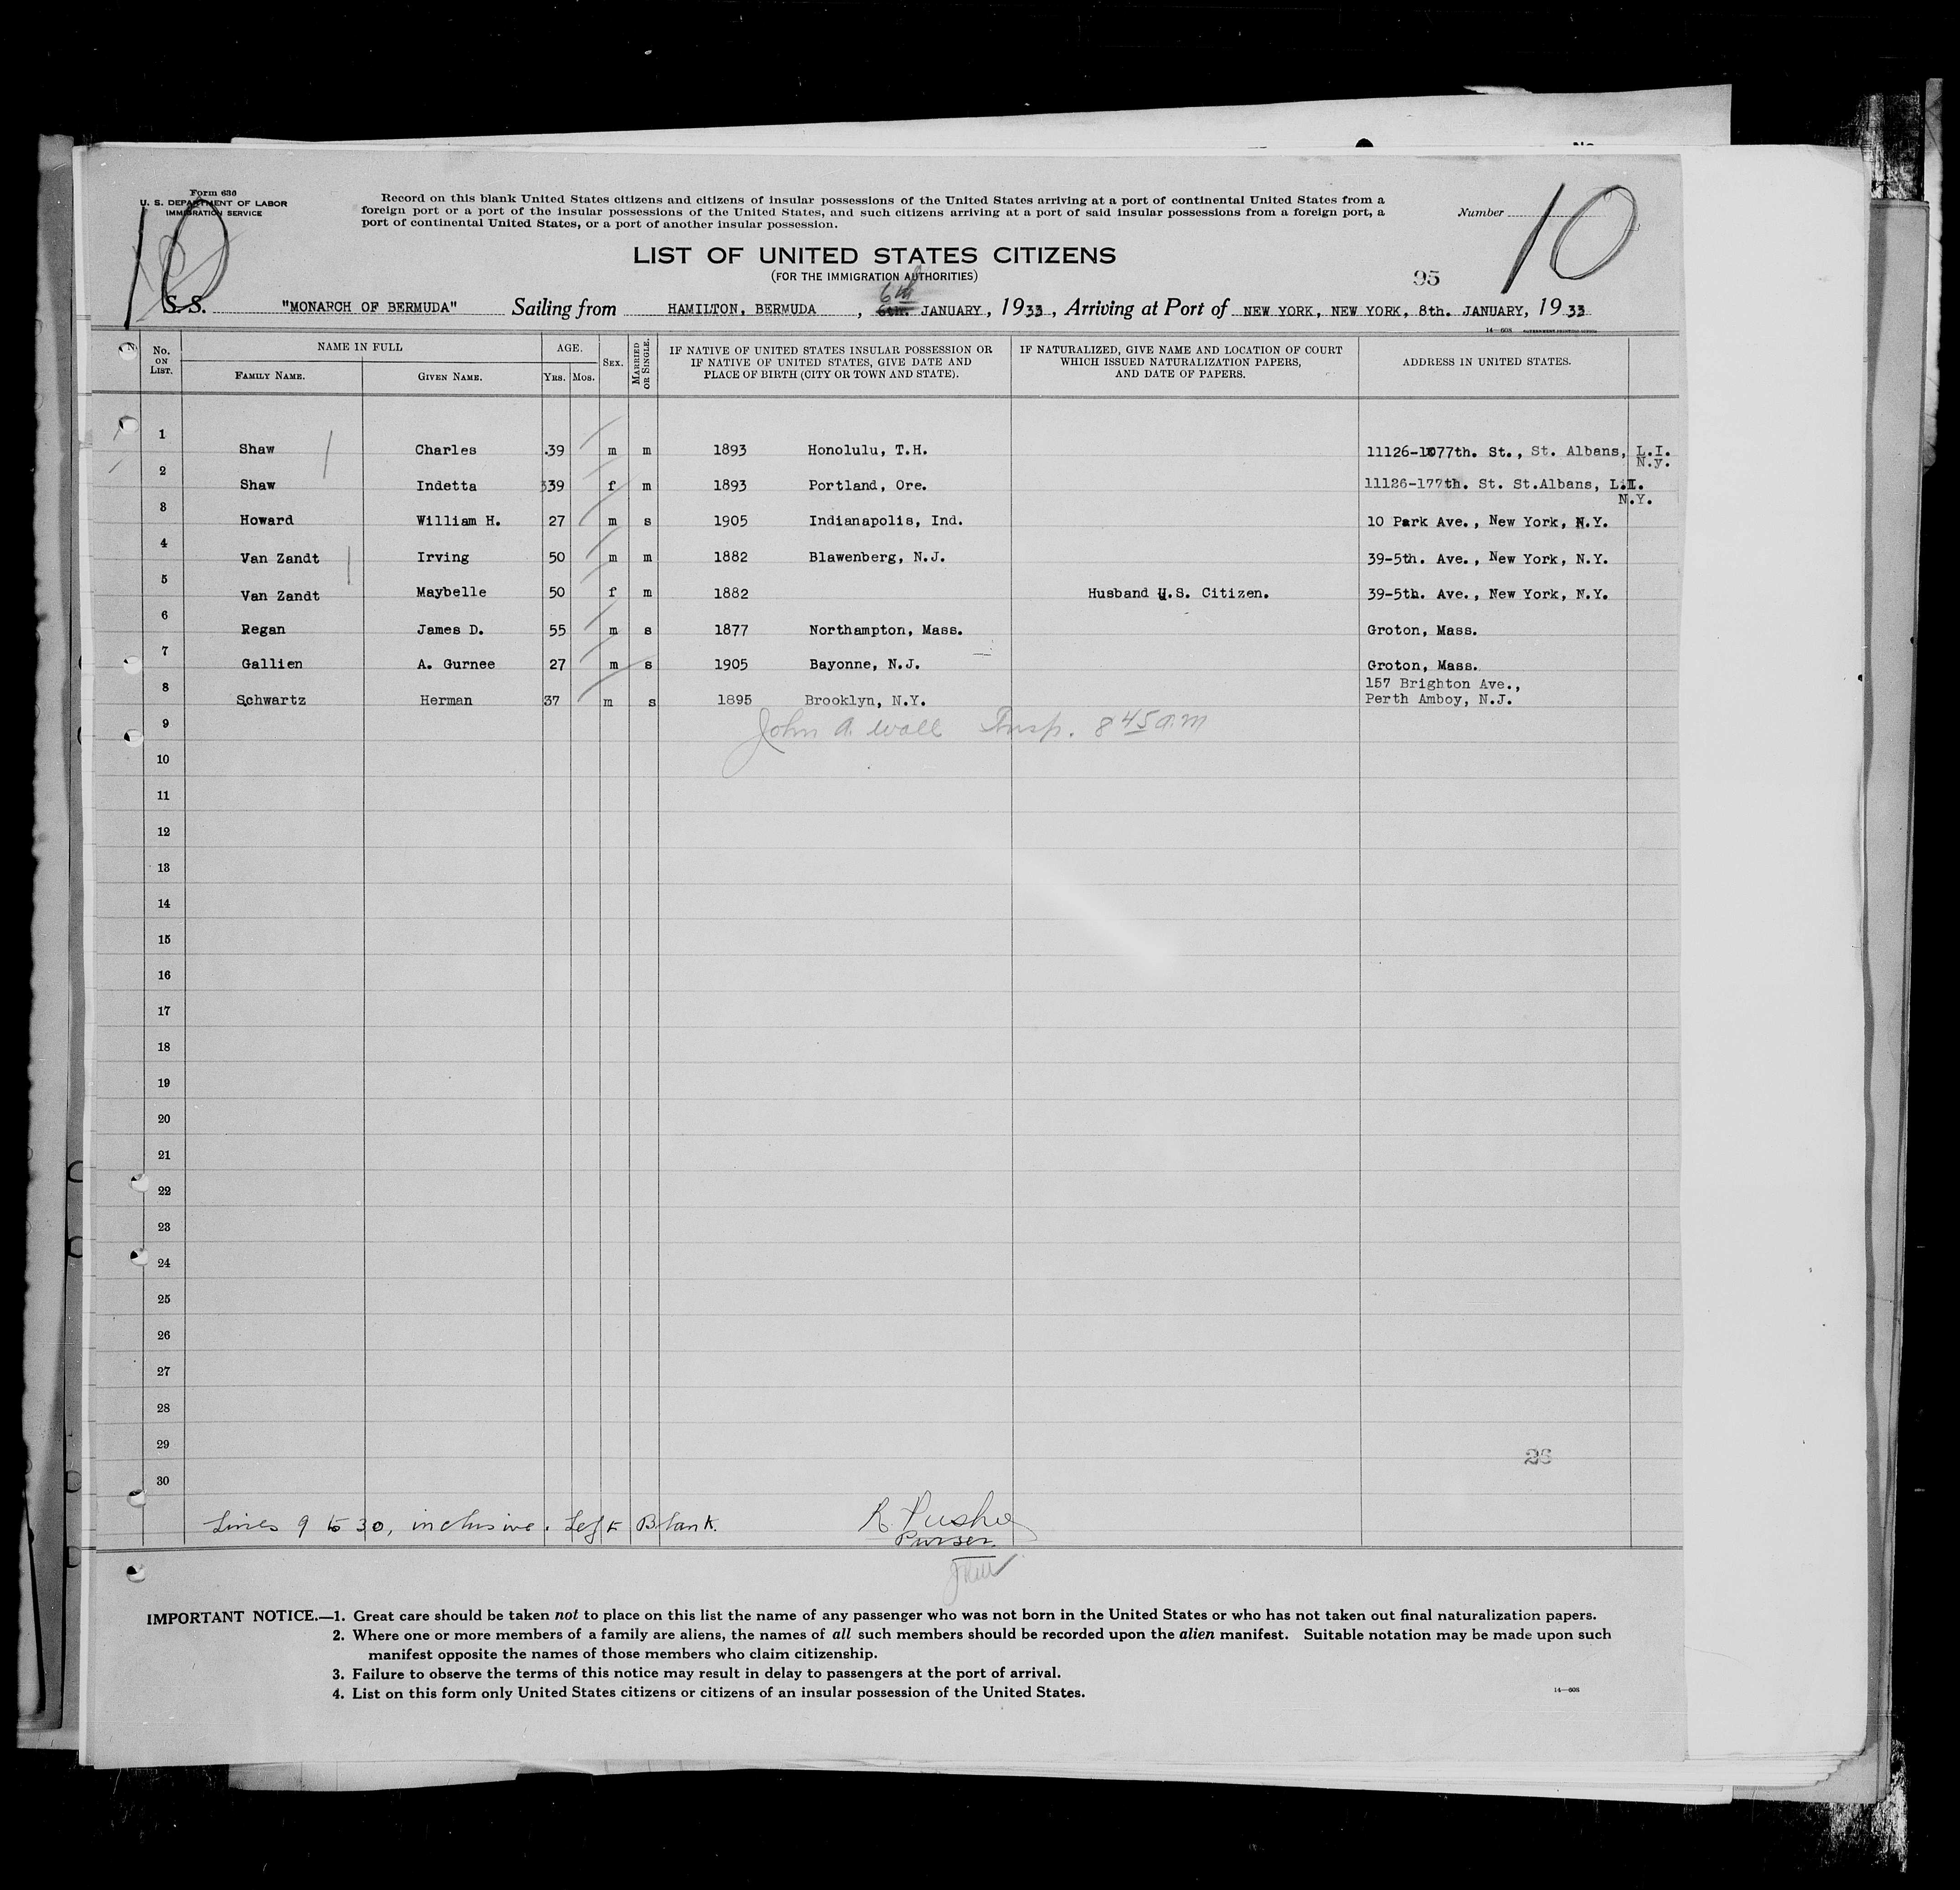 Form 630
U. S. DEPARTMENT OF LABOR
IMMIGRATION SERVICE
Record on this blank United States citizens and citizens of insular possessions of the United States arriving at a port of continental United States from a
foreign port or a port of the insular possessions of the United States, and such citizens arriving at a port of said insular possessions from a foreign port, a
port of continental United States, or a port of another insular possession.
Number 10
10
LIST OF UNITED STATES CITIZENS
(FOR THE IMMIGRATION AUTHORITIES)
95
6th
S.S. "MONARCH OF BERMUDA" Sailing from HAMILTON, BERMUDA, JANUARY, 1933, Arriving at Port of NEW YORK, NEW YORK, 8th. JANUARY, 1933
14—608 GOVERNMENT PRINTING OFFICE
No. ON LIST. NAME IN FULL FAMILY NAME. GIVEN NAME. AGE. YRS. MOS. SEX. MARRIED OR SINGLE. IF NATIVE OF UNITED STATES INSULAR POSSESSION OR IF NATIVE OF UNITED STATES, GIVE DATE AND PLACE OF BIRTH (CITY OR TOWN AND STATE). IF NATURALIZED, GIVE NAME AND LOCATION OF COURT WHICH ISSUED NATURALIZATION PAPERS, AND DATE OF PAPERS. ADDRESS IN UNITED STATES.
1 Shaw Charles 39 m m 1893 Honolulu, T.H. 11126-177th. St., St. Albans, L.I.
N.y.
2 Shaw Indetta 39 f m 1893 Portland, Ore. 11126-177th. St. St.Albans, L.I.
N.Y.
3 Howard William H. 27 m s 1905 Indianapolis, Ind. 10 Park Ave., New York, N.Y.
4 Van Zandt Irving 50 m m 1882 Blawenberg, N.J. 39-5th. Ave., New York, N.Y.
5 Van Zandt Maybelle 50 f m 1882 Husband U.S. Citizen. 39-5th. Ave., New York, N.Y.
6 Regan James D. 55 m s 1877 Northampton, Mass. Groton, Mass.
7 Gallien A. Gurnee 27 m s 1905 Bayonne, N.J. Groton, Mass.
157 Brighton Ave.,
8 Schwartz Herman 37 m s 1895 Brooklyn, N.Y. Perth Amboy, N.J.
9 John A. Wall Insp. 8 45 a.m
10
11
12
13
14
15
16
17
18
19
20
21
22
23
24
25
26
27
28
29 26
30
Lines 9 to 30, inclusive. Left Blank.
Purser
IMPORTANT NOTICE.—1. Great care should be taken not to place on this list the name of any passenger who was not born in the United States or who has not taken out final naturalization papers.
2. Where one or more members of a family are aliens, the names of all such members should be recorded upon the alien manifest. Suitable notation may be made upon such
manifest opposite the names of those members who claim citizenship.
3. Failure to observe the terms of this notice may result in delay to passengers at the port of arrival.
4. List on this form only United States citizens or citizens of an insular possession of the United States.
14—608